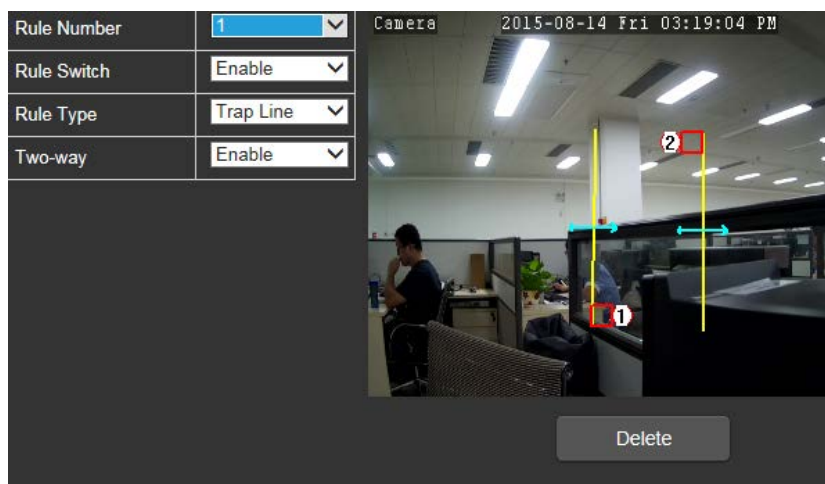 Rule Number 1
Rule Switch Enable
Rule Type Trap Line
Two-way Enable
Camera 2015-08-14 Fri 03:19:04 PM
2
1
Delete